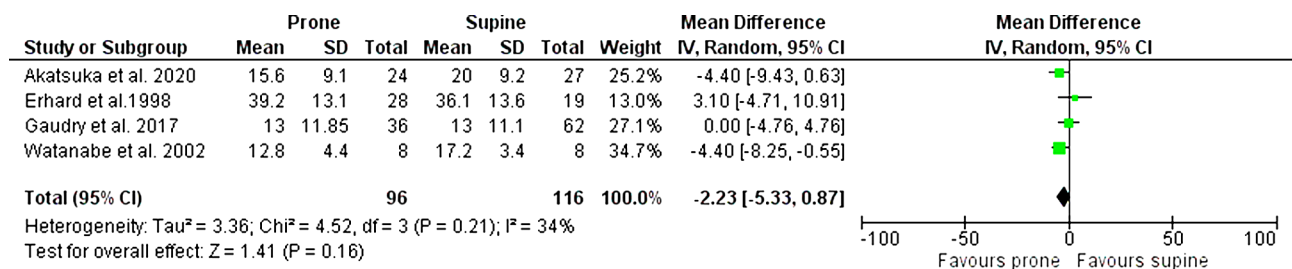 Prone Supine Mean Difference Mean Difference
Study or Subgroup Mean SD Total Mean SD Total Weight IV, Random, 95% CI IV, Random, 95% CI
Akatsuka et al. 2020 15.6 9.1 24 20 9.2 27 25.2% -4.40 [-9.43, 0.63]
Erhard et al.1998 39.2 13.1 28 36.1 13.6 19 13.0% 3.10 [-4.71, 10.91]
Gaudry et al. 2017 13 11.85 36 13 11.1 62 27.1% 0.00 [-4.76, 4.76]
Watanabe et al. 2002 12.8 4.4 8 17.2 3.4 8 34.7% -4.40 [-8.25, -0.55]
Total (95% CI) 96 116 100.0% -2.23 [-5.33, 0.87]
Heterogeneity: Tau² = 3.36; Chi² = 4.52, df = 3 (P = 0.21); I² = 34%
Test for overall effect: Z = 1.41 (P = 0.16)
-100 -50 0 50 100
Favours prone Favours supine